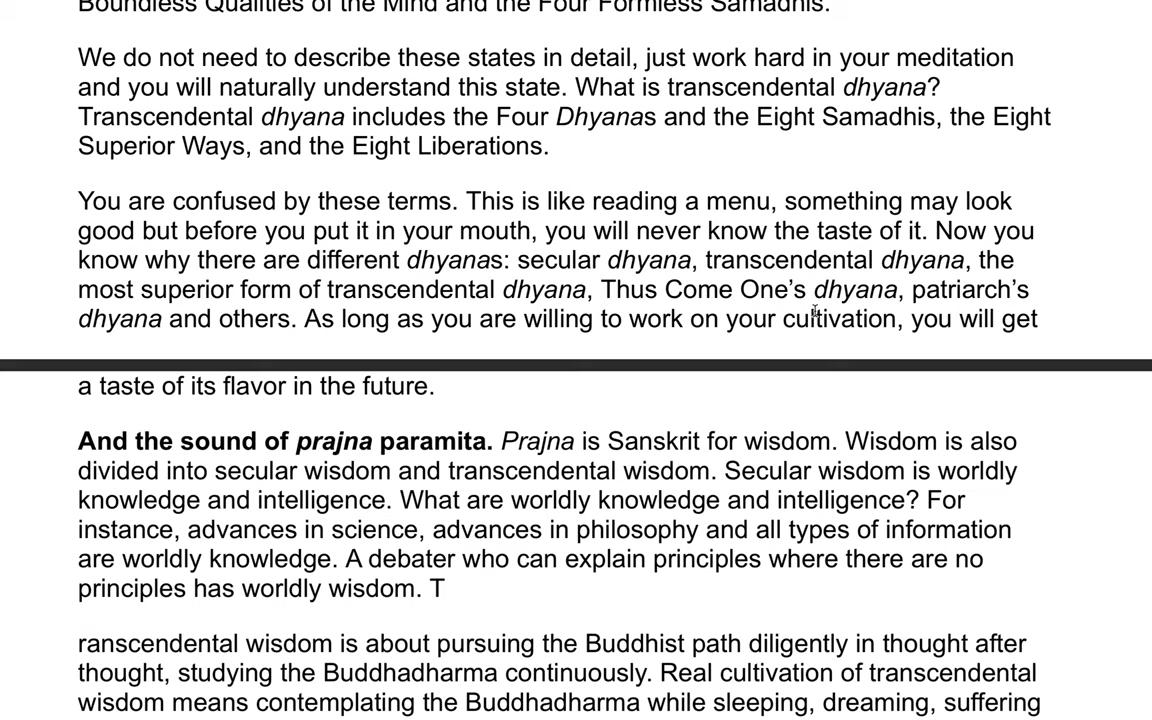 Boundless Qualities of the Mind and the Four Formless Samadhis.
We do not need to describe these states in detail, just work hard in your meditation
and you will naturally understand this state. What is transcendental dhyana?
Transcendental dhyana includes the Four Dhyanas and the Eight Samadhis, the Eight
Superior Ways, and the Eight Liberations.
You are confused by these terms. This is like reading a menu, something may look
good but before you put it in your mouth, you will never know the taste of it. Now you
know why there are different dhyanas: secular dhyana, transcendental dhyana, the
most superior form of transcendental dhyana, Thus Come One’s dhyana, patriarch’s
dhyana and others. As long as you are willing to work on your cultivation, you will get
a taste of its flavor in the future.
And the sound of prajna paramita. Prajna is Sanskrit for wisdom. Wisdom is also
divided into secular wisdom and transcendental wisdom. Secular wisdom is worldly
knowledge and intelligence. What are worldly knowledge and intelligence? For
instance, advances in science, advances in philosophy and all types of information
are worldly knowledge. A debater who can explain principles where there are no
principles has worldly wisdom. T
ranscendental wisdom is about pursuing the Buddhist path diligently in thought after
thought, studying the Buddhadharma continuously. Real cultivation of transcendental
wisdom means contemplating the Buddhadharma while sleeping, dreaming, suffering